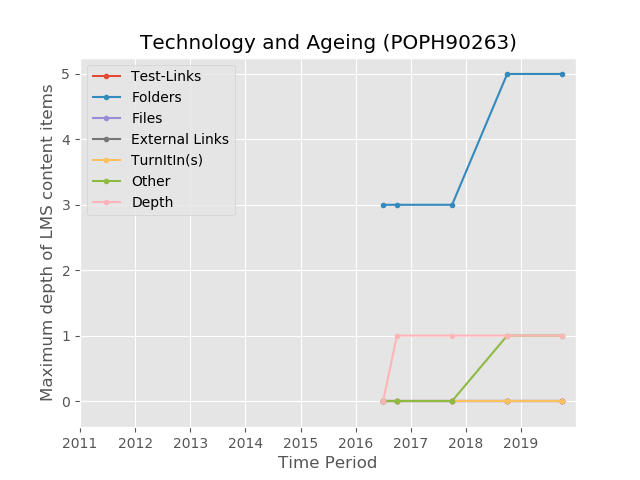 Technology and Ageing (POPH90263)
Maximum depth of LMS content items
5
4
3
2
1
0
Test-Links
Folders
Files
External Links
TurnItIn(s)
Other
Depth
2011 2012 2013 2014 2015 2016 2017 2018 2019
Time Period